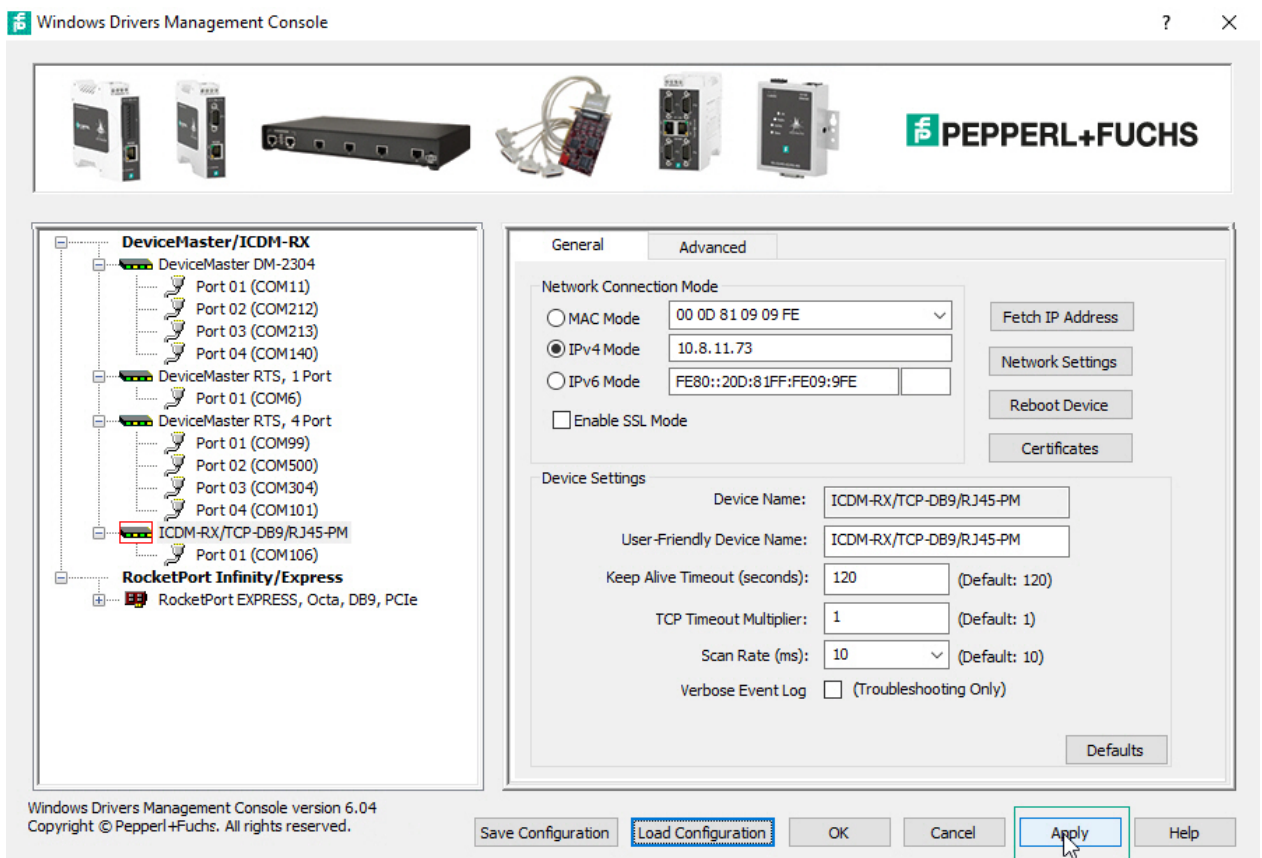 Windows Drivers Management Console
?
PEPPERL+FUCHS
DeviceMaster/ICDM-RX
DeviceMaster DM-2304
Port 01 (COM11)
Port 02 (COM212)
Port 03 (COM213)
Port 04 (COM140)
DeviceMaster RTS, 1 Port
Port 01 (COM6)
DeviceMaster RTS, 4 Port
Port 01 (COM99)
Port 02 (COM500)
Port 03 (COM304)
Port 04 (COM101)
ICDM-RX/TCP-DB9/RJ45-PM
Port 01 (COM106)
RocketPort Infinity/Express
RocketPort EXPRESS, Octa, DB9, PCIe
General
Advanced
Network Connection Mode
MAC Mode 00 0D 81 09 09 FE
IPv4 Mode 10.8.11.73
IPv6 Mode FE80::20D:81FF:FE09:9FE
Enable SSL Mode
Fetch IP Address
Network Settings
Reboot Device
Certificates
Device Settings
Device Name: ICDM-RX/TCP-DB9/RJ45-PM
User-Friendly Device Name: ICDM-RX/TCP-DB9/RJ45-PM
Keep Alive Timeout (seconds): 120 (Default: 120)
TCP Timeout Multiplier: 1 (Default: 1)
Scan Rate (ms): 10 (Default: 10)
Verbose Event Log (Troubleshooting Only)
Defaults
Windows Drivers Management Console version 6.04
Copyright © Pepperl+Fuchs. All rights reserved.
Save Configuration
Load Configuration
OK
Cancel
Apply
Help